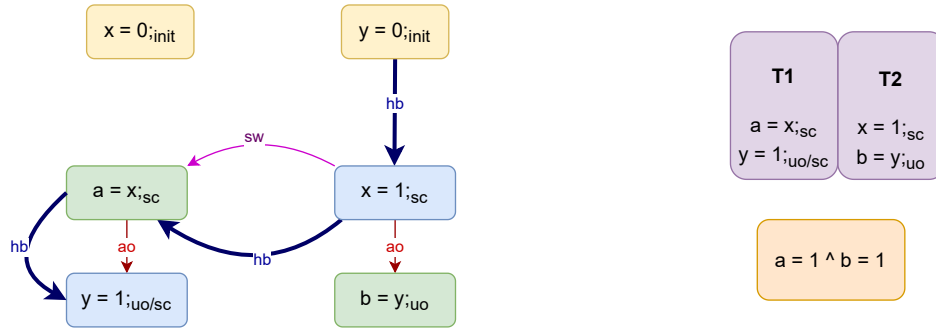 x = 0;init
y = 0;init
hb
sw
a = x;sc
x = 1;sc
hb
ao
hb
ao
y = 1;uo/sc
b = y;uo
T1
a = x;sc
y = 1;uo/sc
T2
x = 1;sc
b = y;uo
a = 1 ^ b = 1